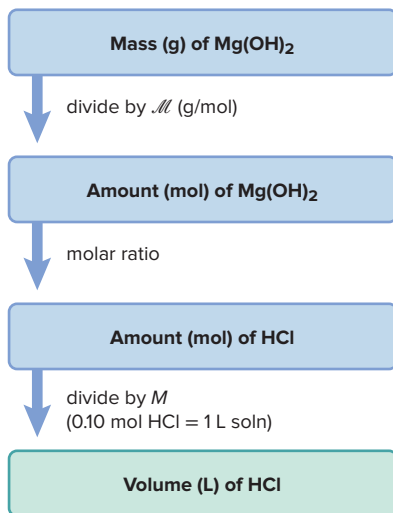 Mass (g) of Mg(OH)₂
divide by ℳ (g/mol)
Amount (mol) of Mg(OH)₂
molar ratio
Amount (mol) of HCl
divide by M
(0.10 mol HCl = 1 L soln)
Volume (L) of HCl